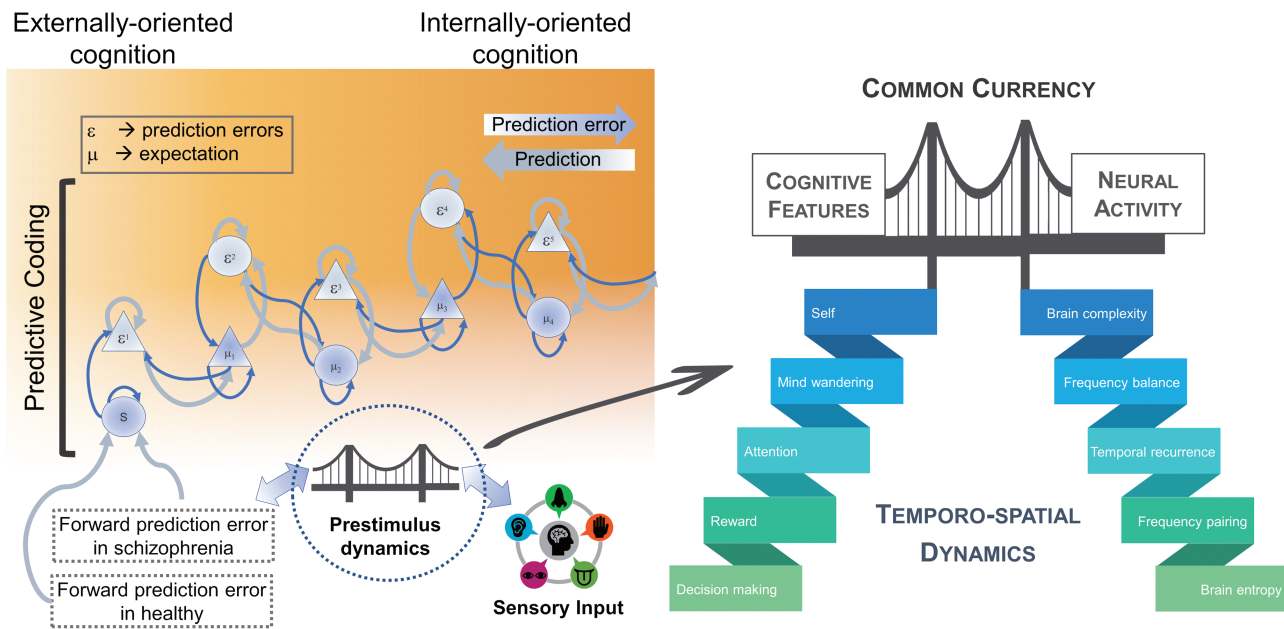 Externally-oriented
cognition
Internally-oriented
cognition
ε → prediction errors
μ → expectation
Prediction error
Prediction
Predictive Coding
ε¹
ε²
ε³
ε⁴
ε⁵
μ₁
μ₂
μ₃
μ₄
S
Forward prediction error
in schizophrenia
Forward prediction error
in healthy
Prestimulus
dynamics
Sensory Input
COMMON CURRENCY
COGNITIVE
FEATURES
NEURAL
ACTIVITY
Self
Mind wandering
Attention
Reward
Decision making
Brain complexity
Frequency balance
Temporal recurrence
Frequency pairing
Brain entropy
TEMPORO-SPATIAL
DYNAMICS